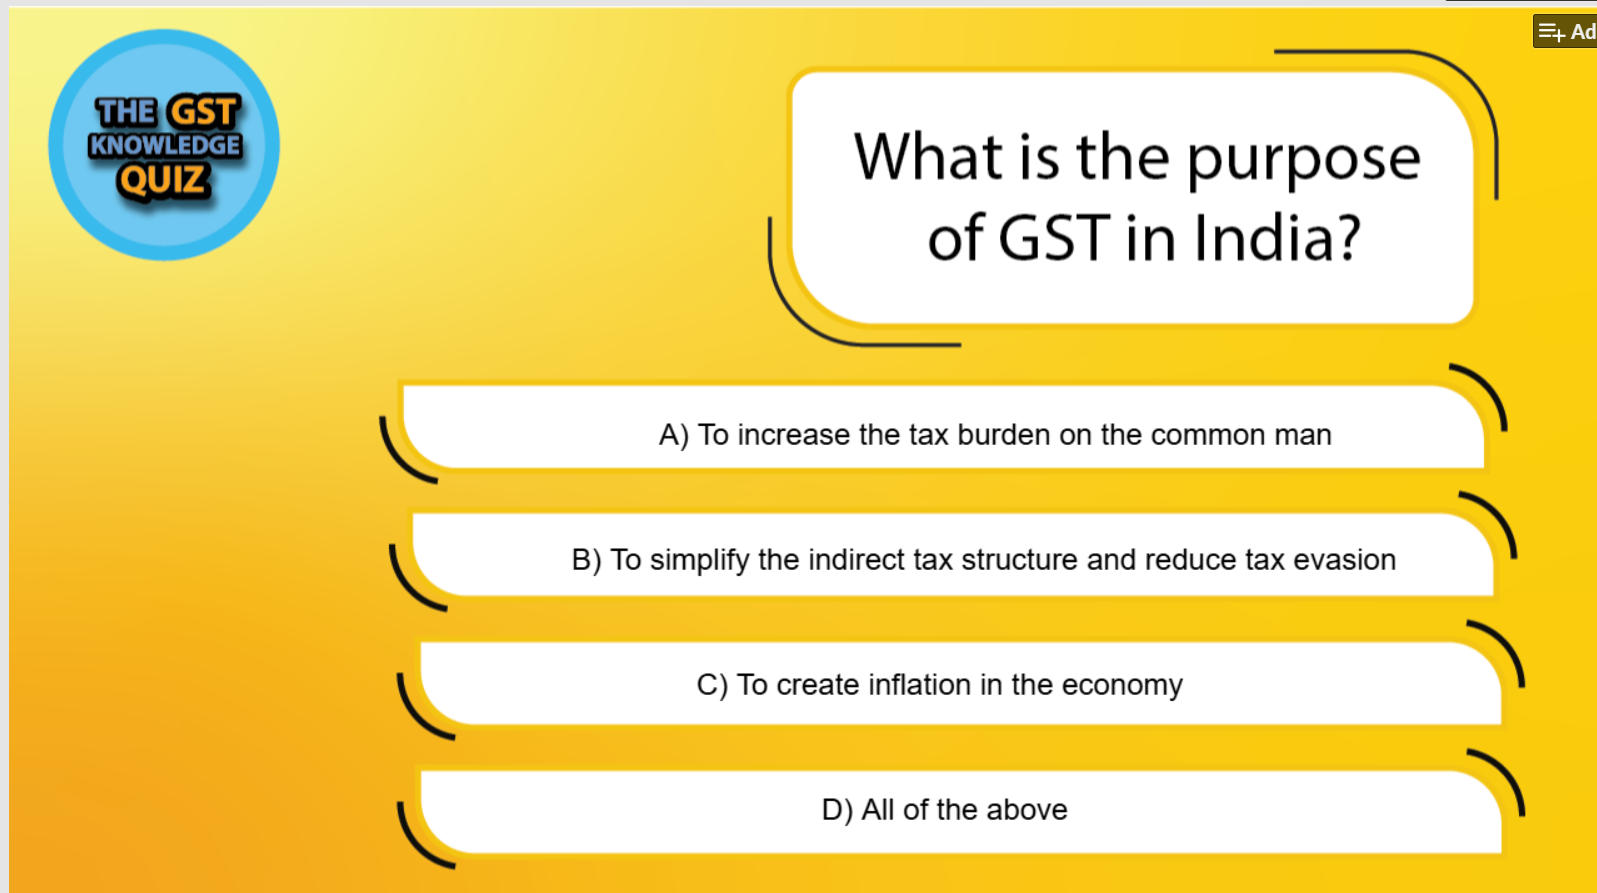 THE GST
KNOWLEDGE
QUIZ
What is the purpose
of GST in India?
A) To increase the tax burden on the common man
B) To simplify the indirect tax structure and reduce tax evasion
C) To create inflation in the economy
D) All of the above